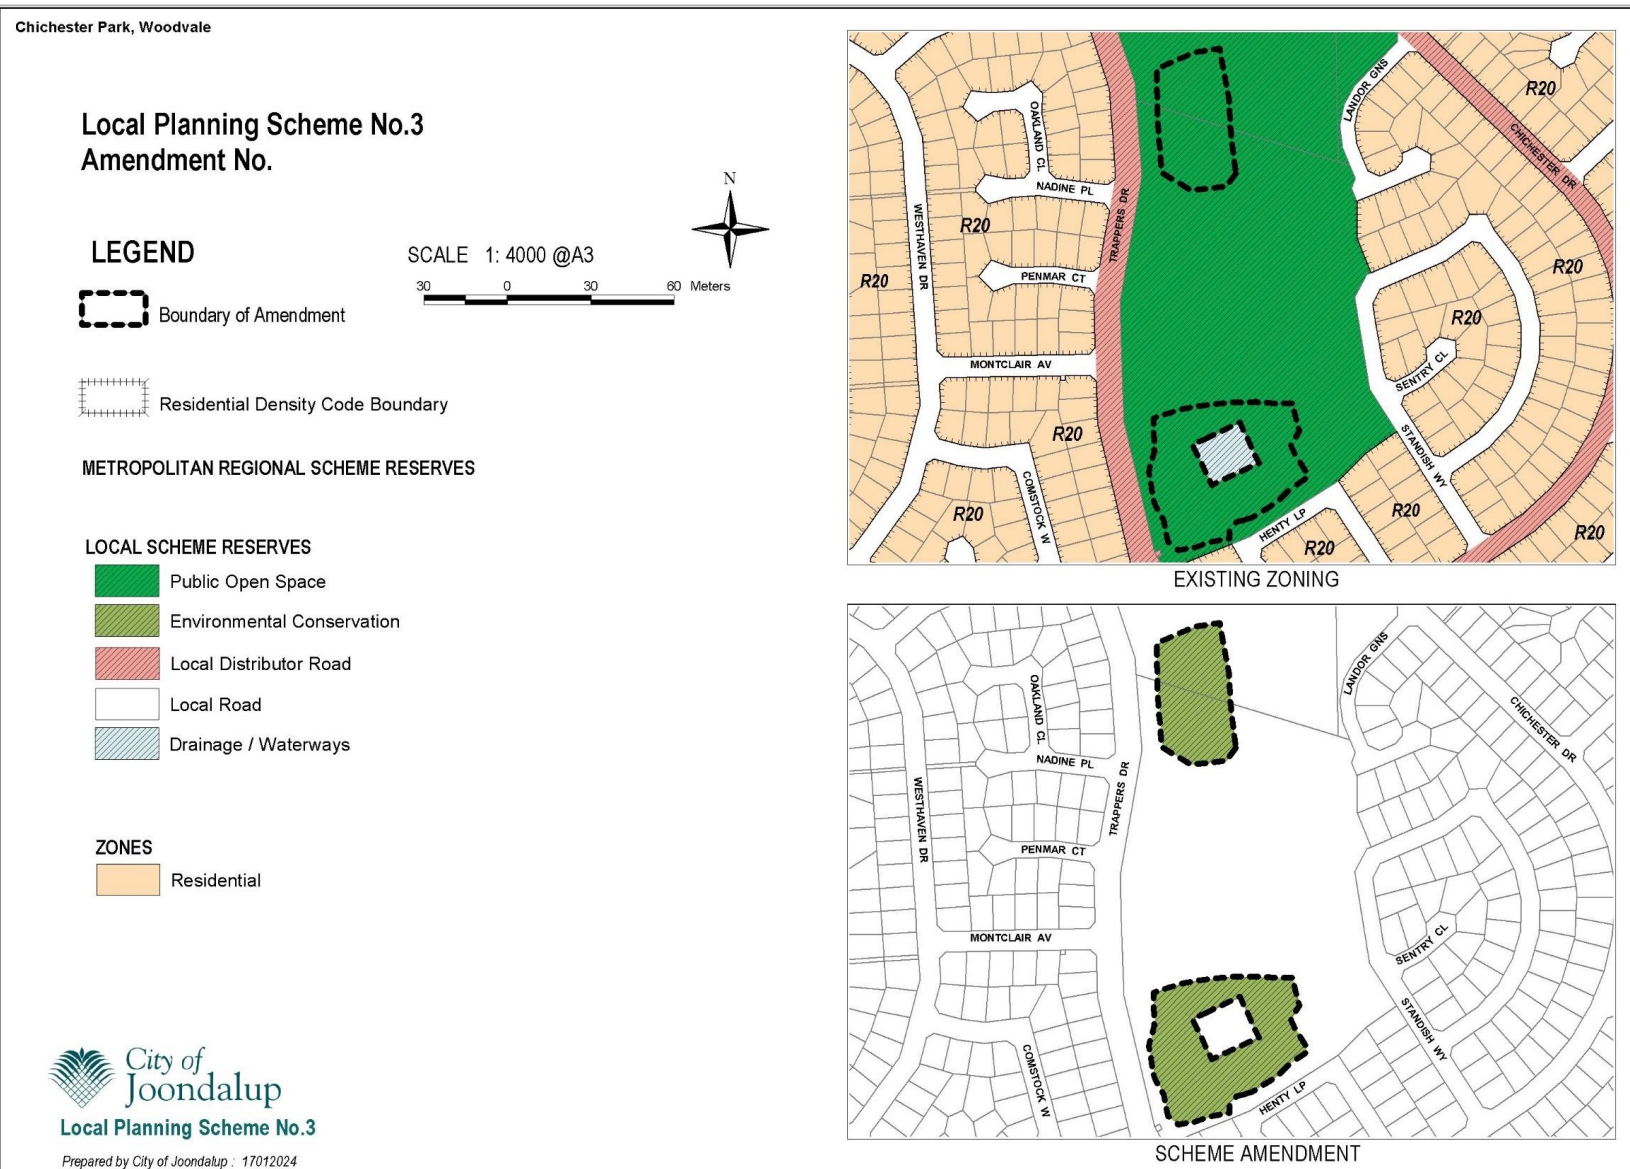 Chichester Park, Woodvale
Local Planning Scheme No.3
Amendment No.
N
LEGEND
SCALE 1: 4000 @A3
30 0 30 60 Meters
Boundary of Amendment
Residential Density Code Boundary
METROPOLITAN REGIONAL SCHEME RESERVES
LOCAL SCHEME RESERVES
Public Open Space
Environmental Conservation
Local Distributor Road
Local Road
Drainage / Waterways
ZONES
Residential
City of
Joondalup
Local Planning Scheme No.3
Prepared by City of Joondalup : 17012024
LANDOR GNS
R20
OAKLAND CL
CHICHESTER DR
NADINE PL
WESTHAVEN DR
TRAPPERS DR
R20
R20
R20
PENMAR CT
R20
MONTCLAIR AV
SENTRY CL
R20
STANDISH WY
COMSTOCK W
R20
R20
HENTY LP
R20
R20
EXISTING ZONING
LANDOR GNS
OAKLAND CL
CHICHESTER DR
NADINE PL
TRAPPERS DR
WESTHAVEN DR
PENMAR CT
MONTCLAIR AV
SENTRY CL
STANDISH WY
COMSTOCK W
HENTY LP
SCHEME AMENDMENT